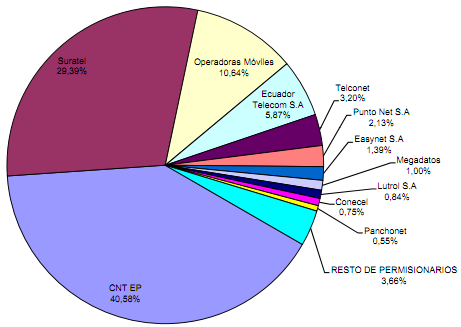 Suratel
29,39%
Operadoras Móviles
10,64%
Ecuador
Telecom S.A
5,87%
Telconet
3,20%
Punto Net S.A
2,13%
Easynet S.A
1,39%
Megadatos
1,00%
Lutrol S.A
0,84%
Conecel
0,75%
Panchonet
0,55%
RESTO DE PERMISIONARIOS
3,66%
CNT EP
40,58%